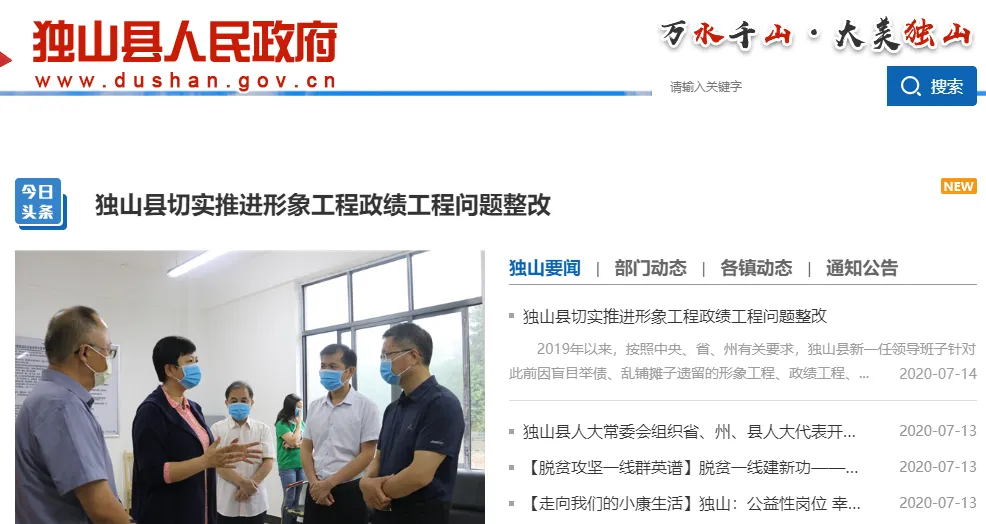 独山县人民政府
www.dushan.gov.cn
万水千山·大美独山
请输入关键字
搜索
今日
头条
独山县切实推进形象工程政绩工程问题整改
NEW
独山要闻 | 部门动态 | 各镇动态 | 通知公告
独山县切实推进形象工程政绩工程问题整改
2019年以来，按照中央、省、州有关要求，独山县新一任领导班子针对
此前因盲目举债、乱铺摊子遗留的形象工程、政绩工程、... 2020-07-14
独山县人大常委会组织省、州、县人大代表开... 2020-07-13
【脱贫攻坚一线群英谱】脱贫一线建新功——... 2020-07-13
【走向我们的小康生活】独山：公益性岗位 幸... 2020-07-13